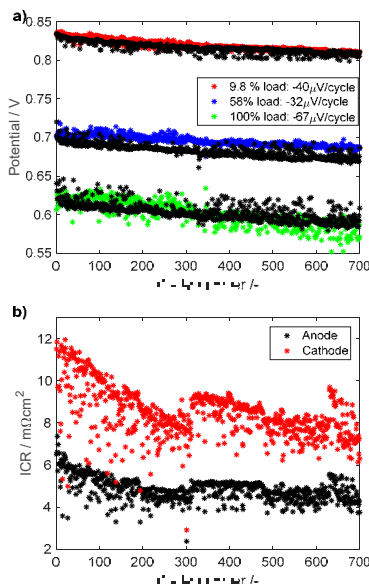 a)
0.85
0.8
0.75
0.7
0.65
0.6
0.55
Potential / V
9.8 % load: -40μV/cycle
58% load: -32μV/cycle
100% load: -67μV/cycle
0 100 200 300 400 500 600 700
/-
b)
12
10
8
6
4
2
ICR / mΩcm²
Anode
Cathode
0 100 200 300 400 500 600 700
/-